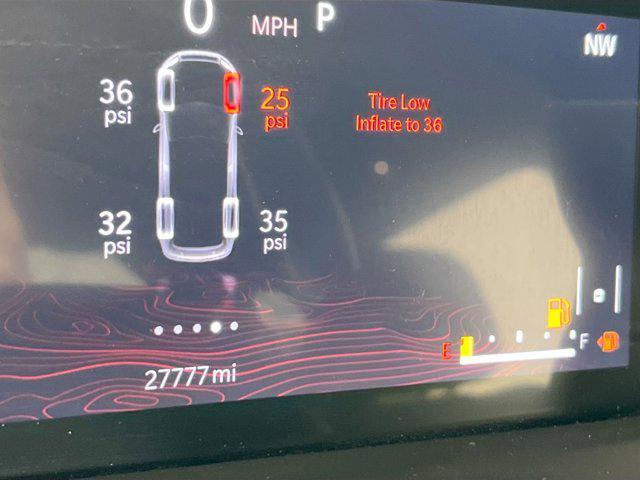 0 MPH P
NW
36 psi
25 psi
Tire Low
Inflate to 36
32 psi
35 psi
E F
27777 mi